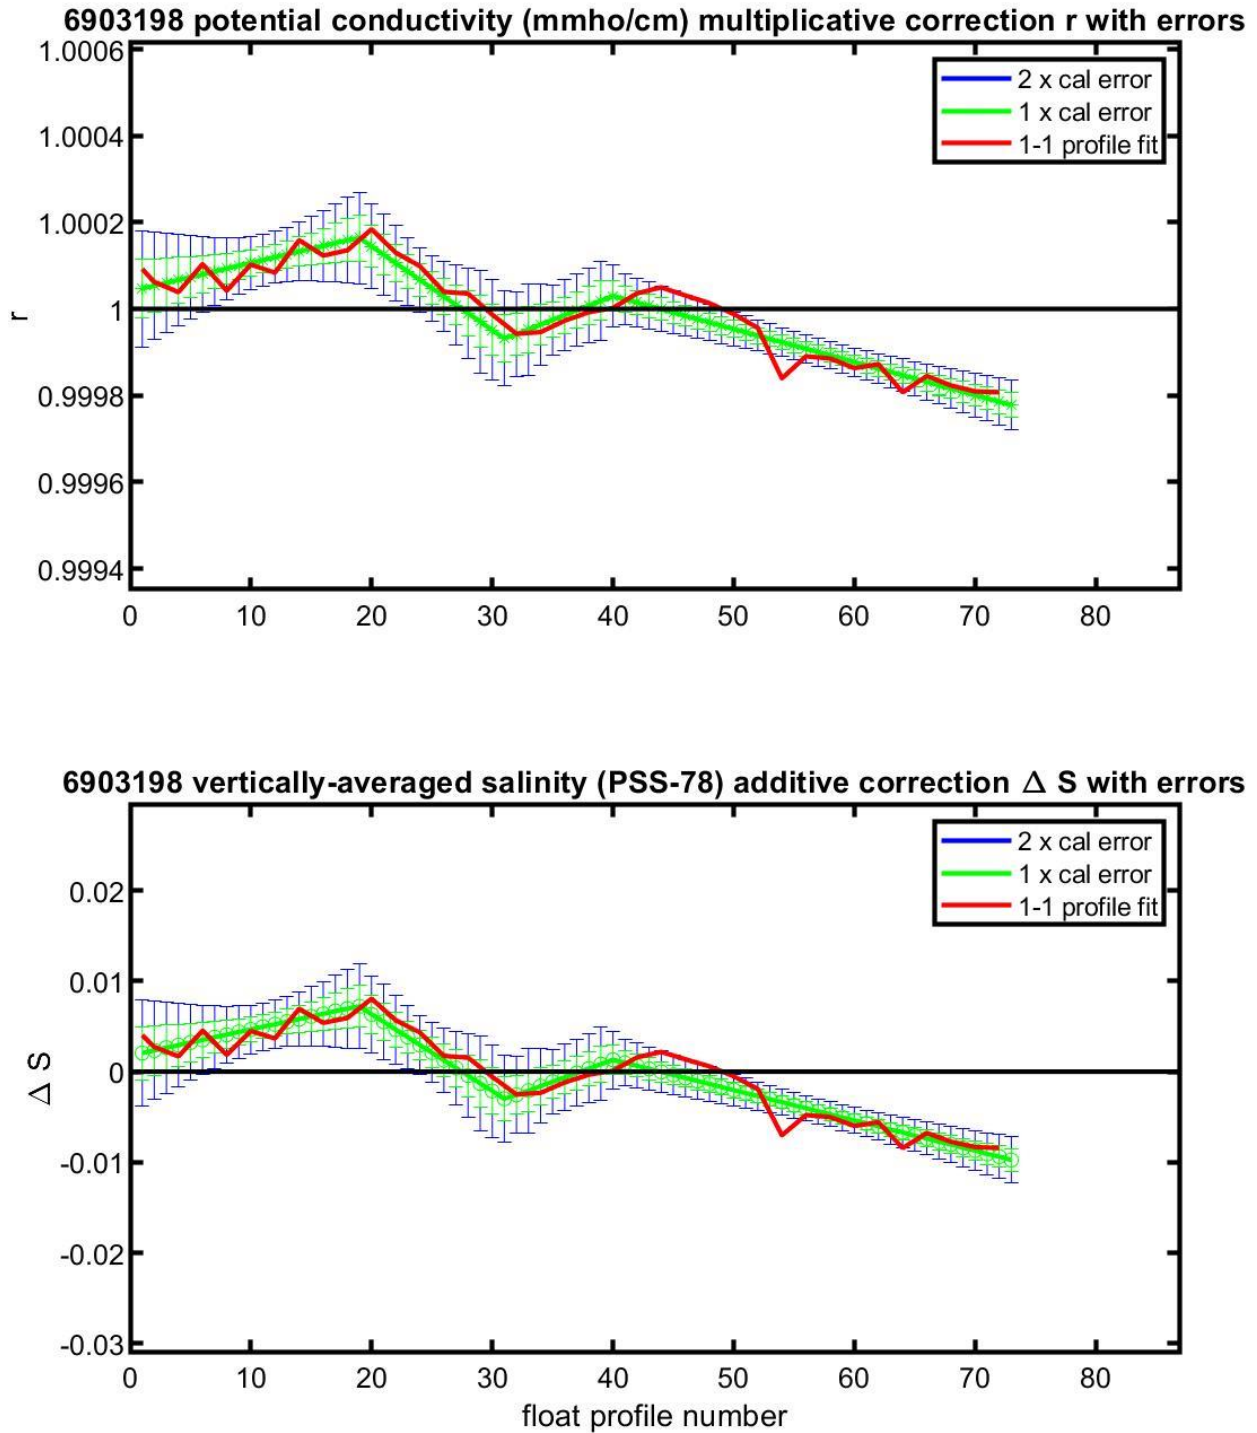 6903198 potential conductivity (mmho/cm) multiplicative correction r with errors
1.0006
1.0004
1.0002
1
0.9998
0.9996
0.9994
r
2 x cal error
1 x cal error
1-1 profile fit
0 10 20 30 40 50 60 70 80
6903198 vertically-averaged salinity (PSS-78) additive correction Δ S with errors
0.02
0.01
0
-0.01
-0.02
-0.03
Δ S
2 x cal error
1 x cal error
1-1 profile fit
0 10 20 30 40 50 60 70 80
float profile number